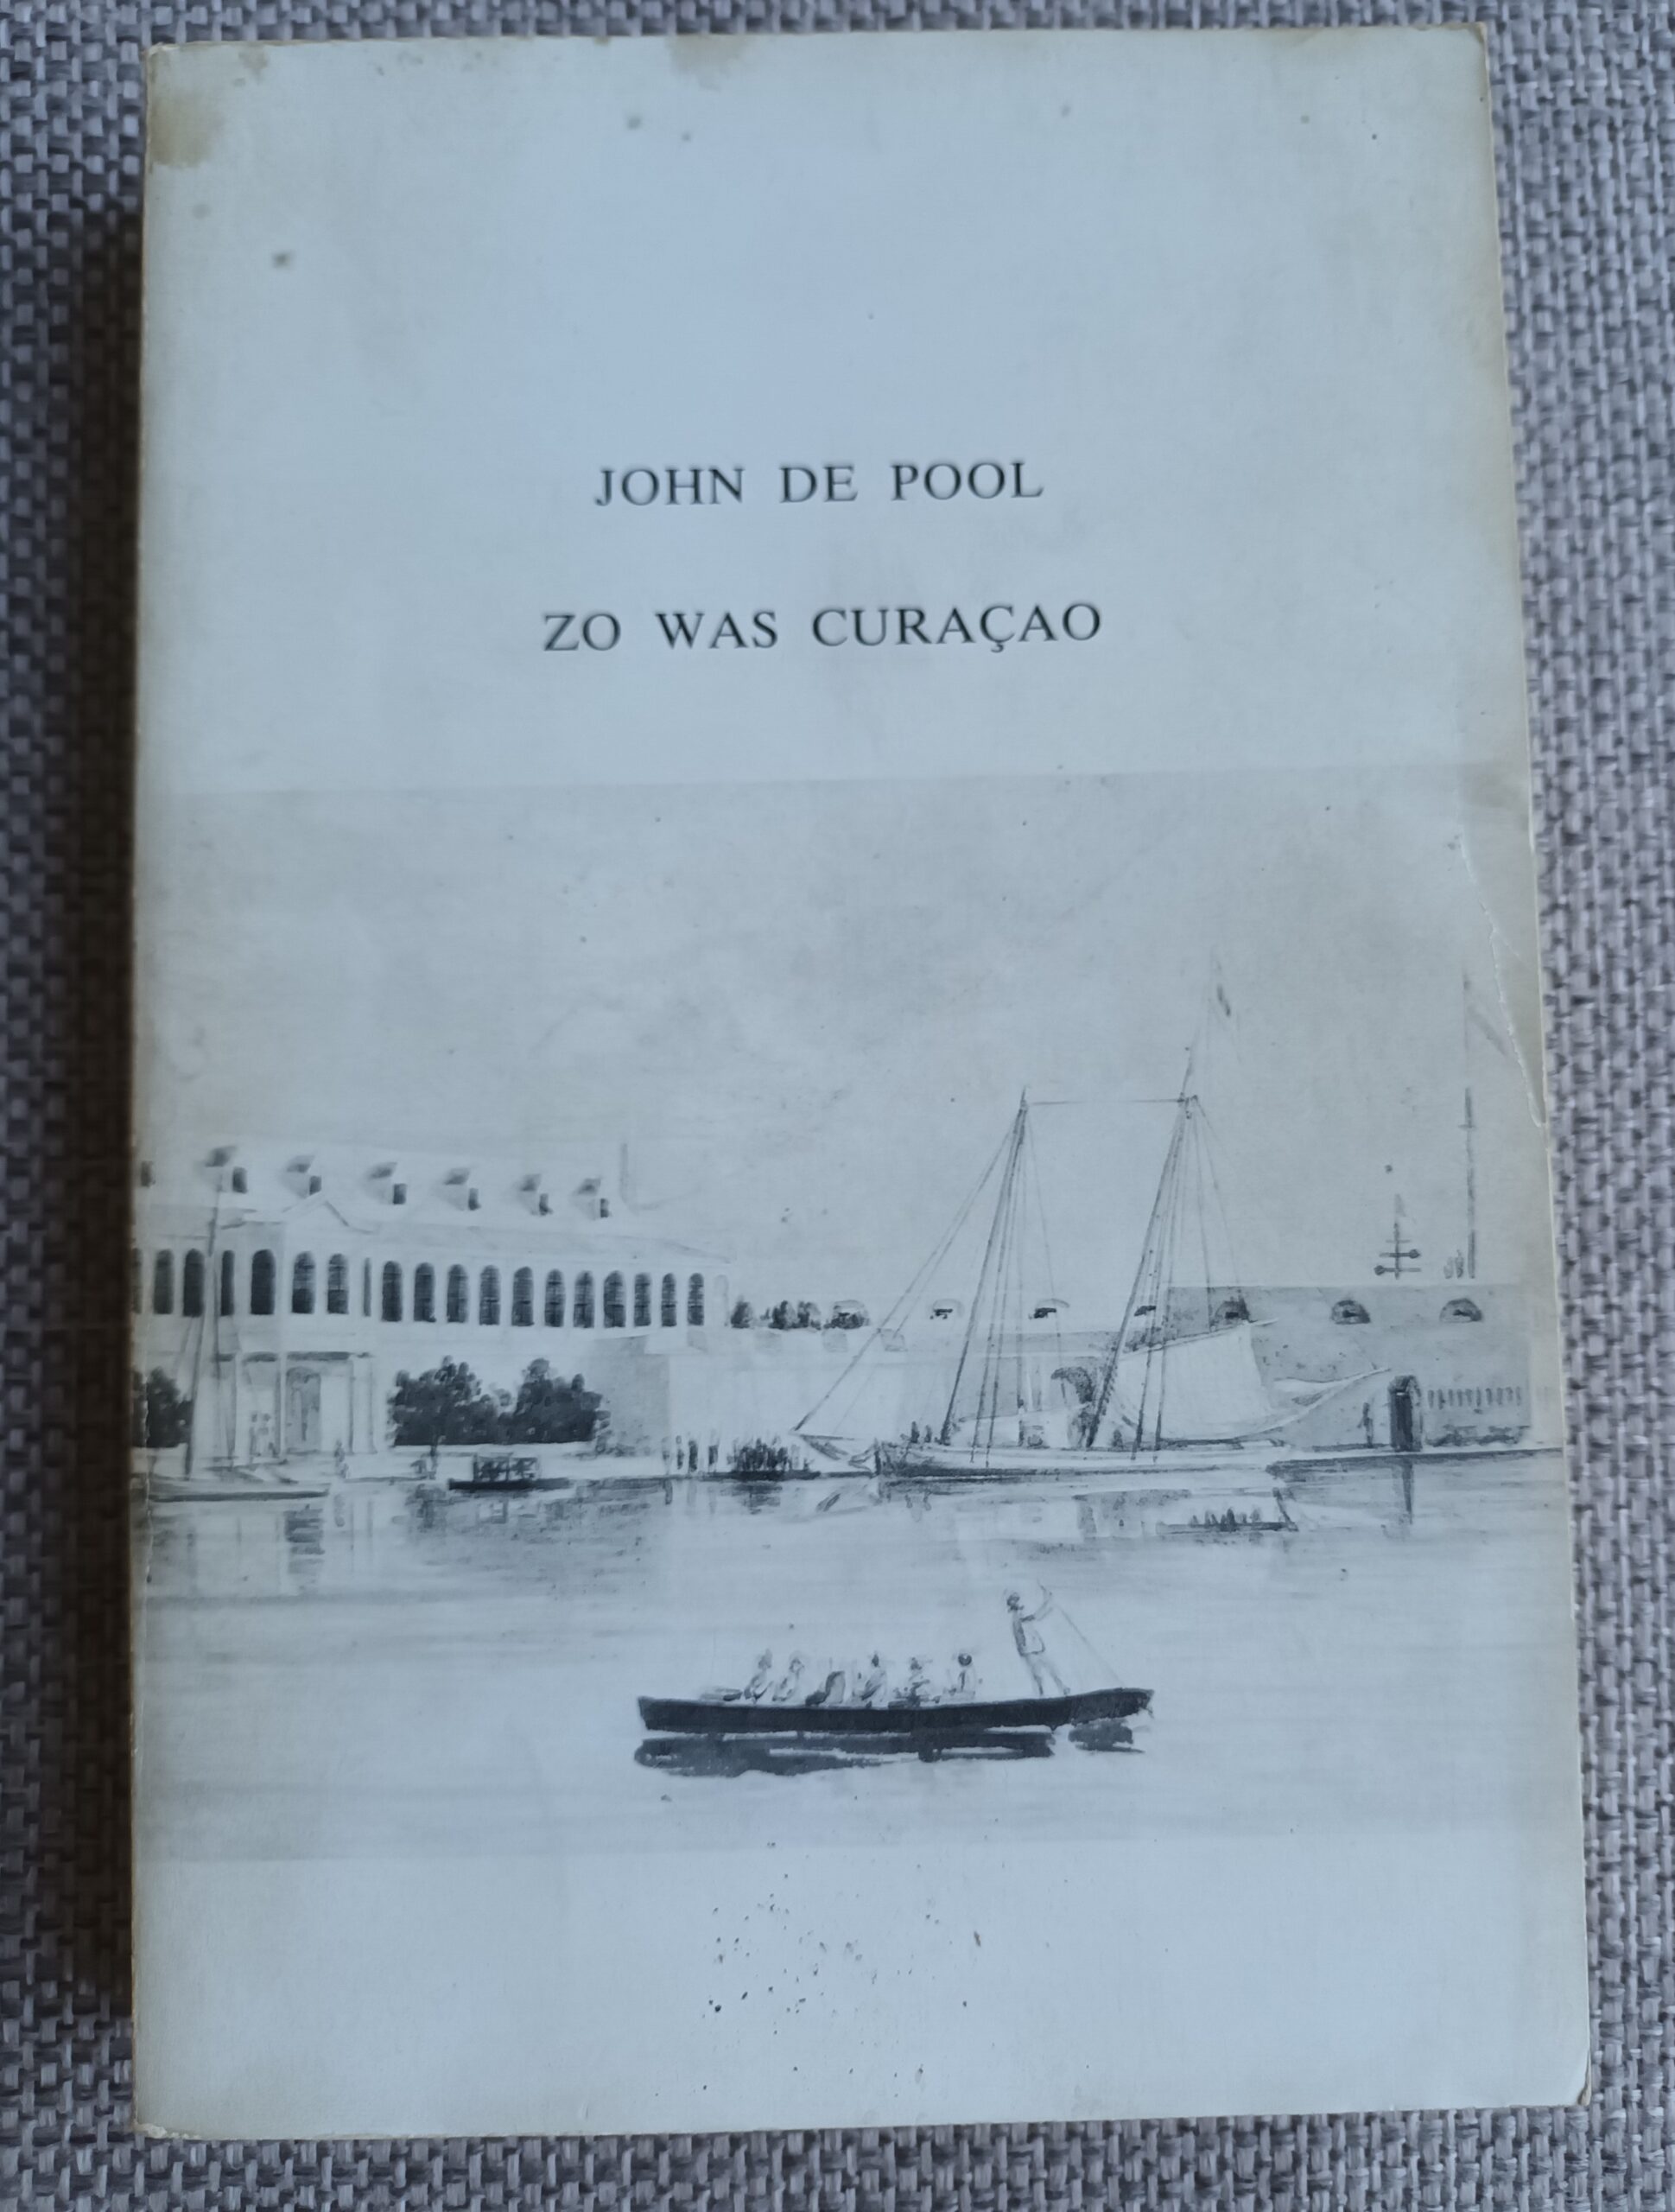 JOHN DE POOL
ZO WAS CURAÇAO